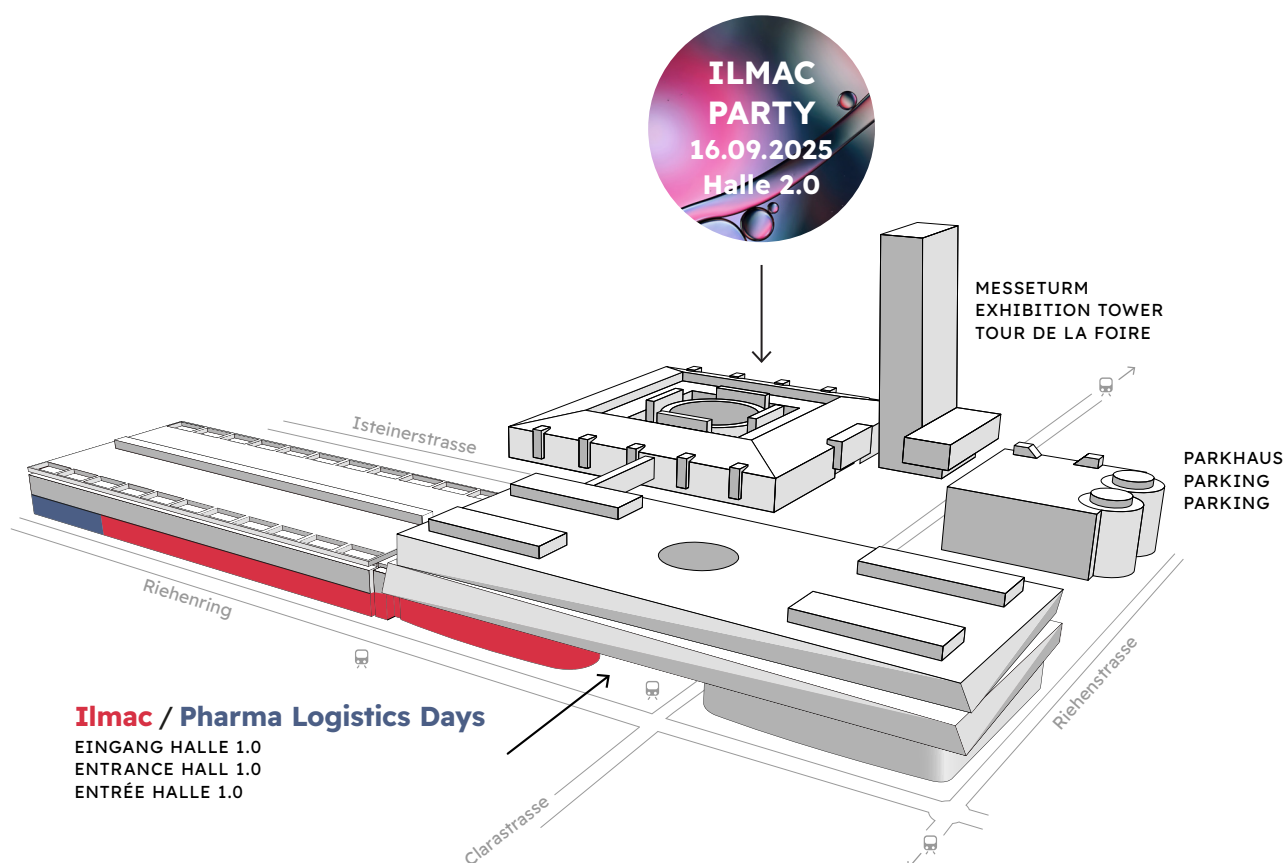 ILMAC
PARTY
16.09.2025
Halle 2.0
MESSETURM
EXHIBITION TOWER
TOUR DE LA FOIRE
Isteinerstrasse
PARKHAUS
PARKING
PARKING
Riehenring
Riehenstrasse
Ilmac / Pharma Logistics Days
EINGANG HALLE 1.0
ENTRANCE HALL 1.0
ENTRÉE HALLE 1.0
Clarastrasse